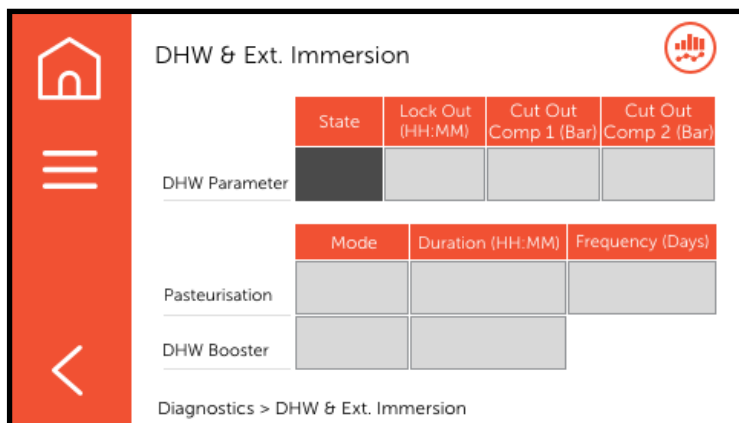 DHW & Ext. Immersion
State Lock Out (HH:MM) Cut Out Comp 1 (Bar) Cut Out Comp 2 (Bar)
DHW Parameter
Mode Duration (HH:MM) Frequency (Days)
Pasteurisation
DHW Booster
Diagnostics > DHW & Ext. Immersion